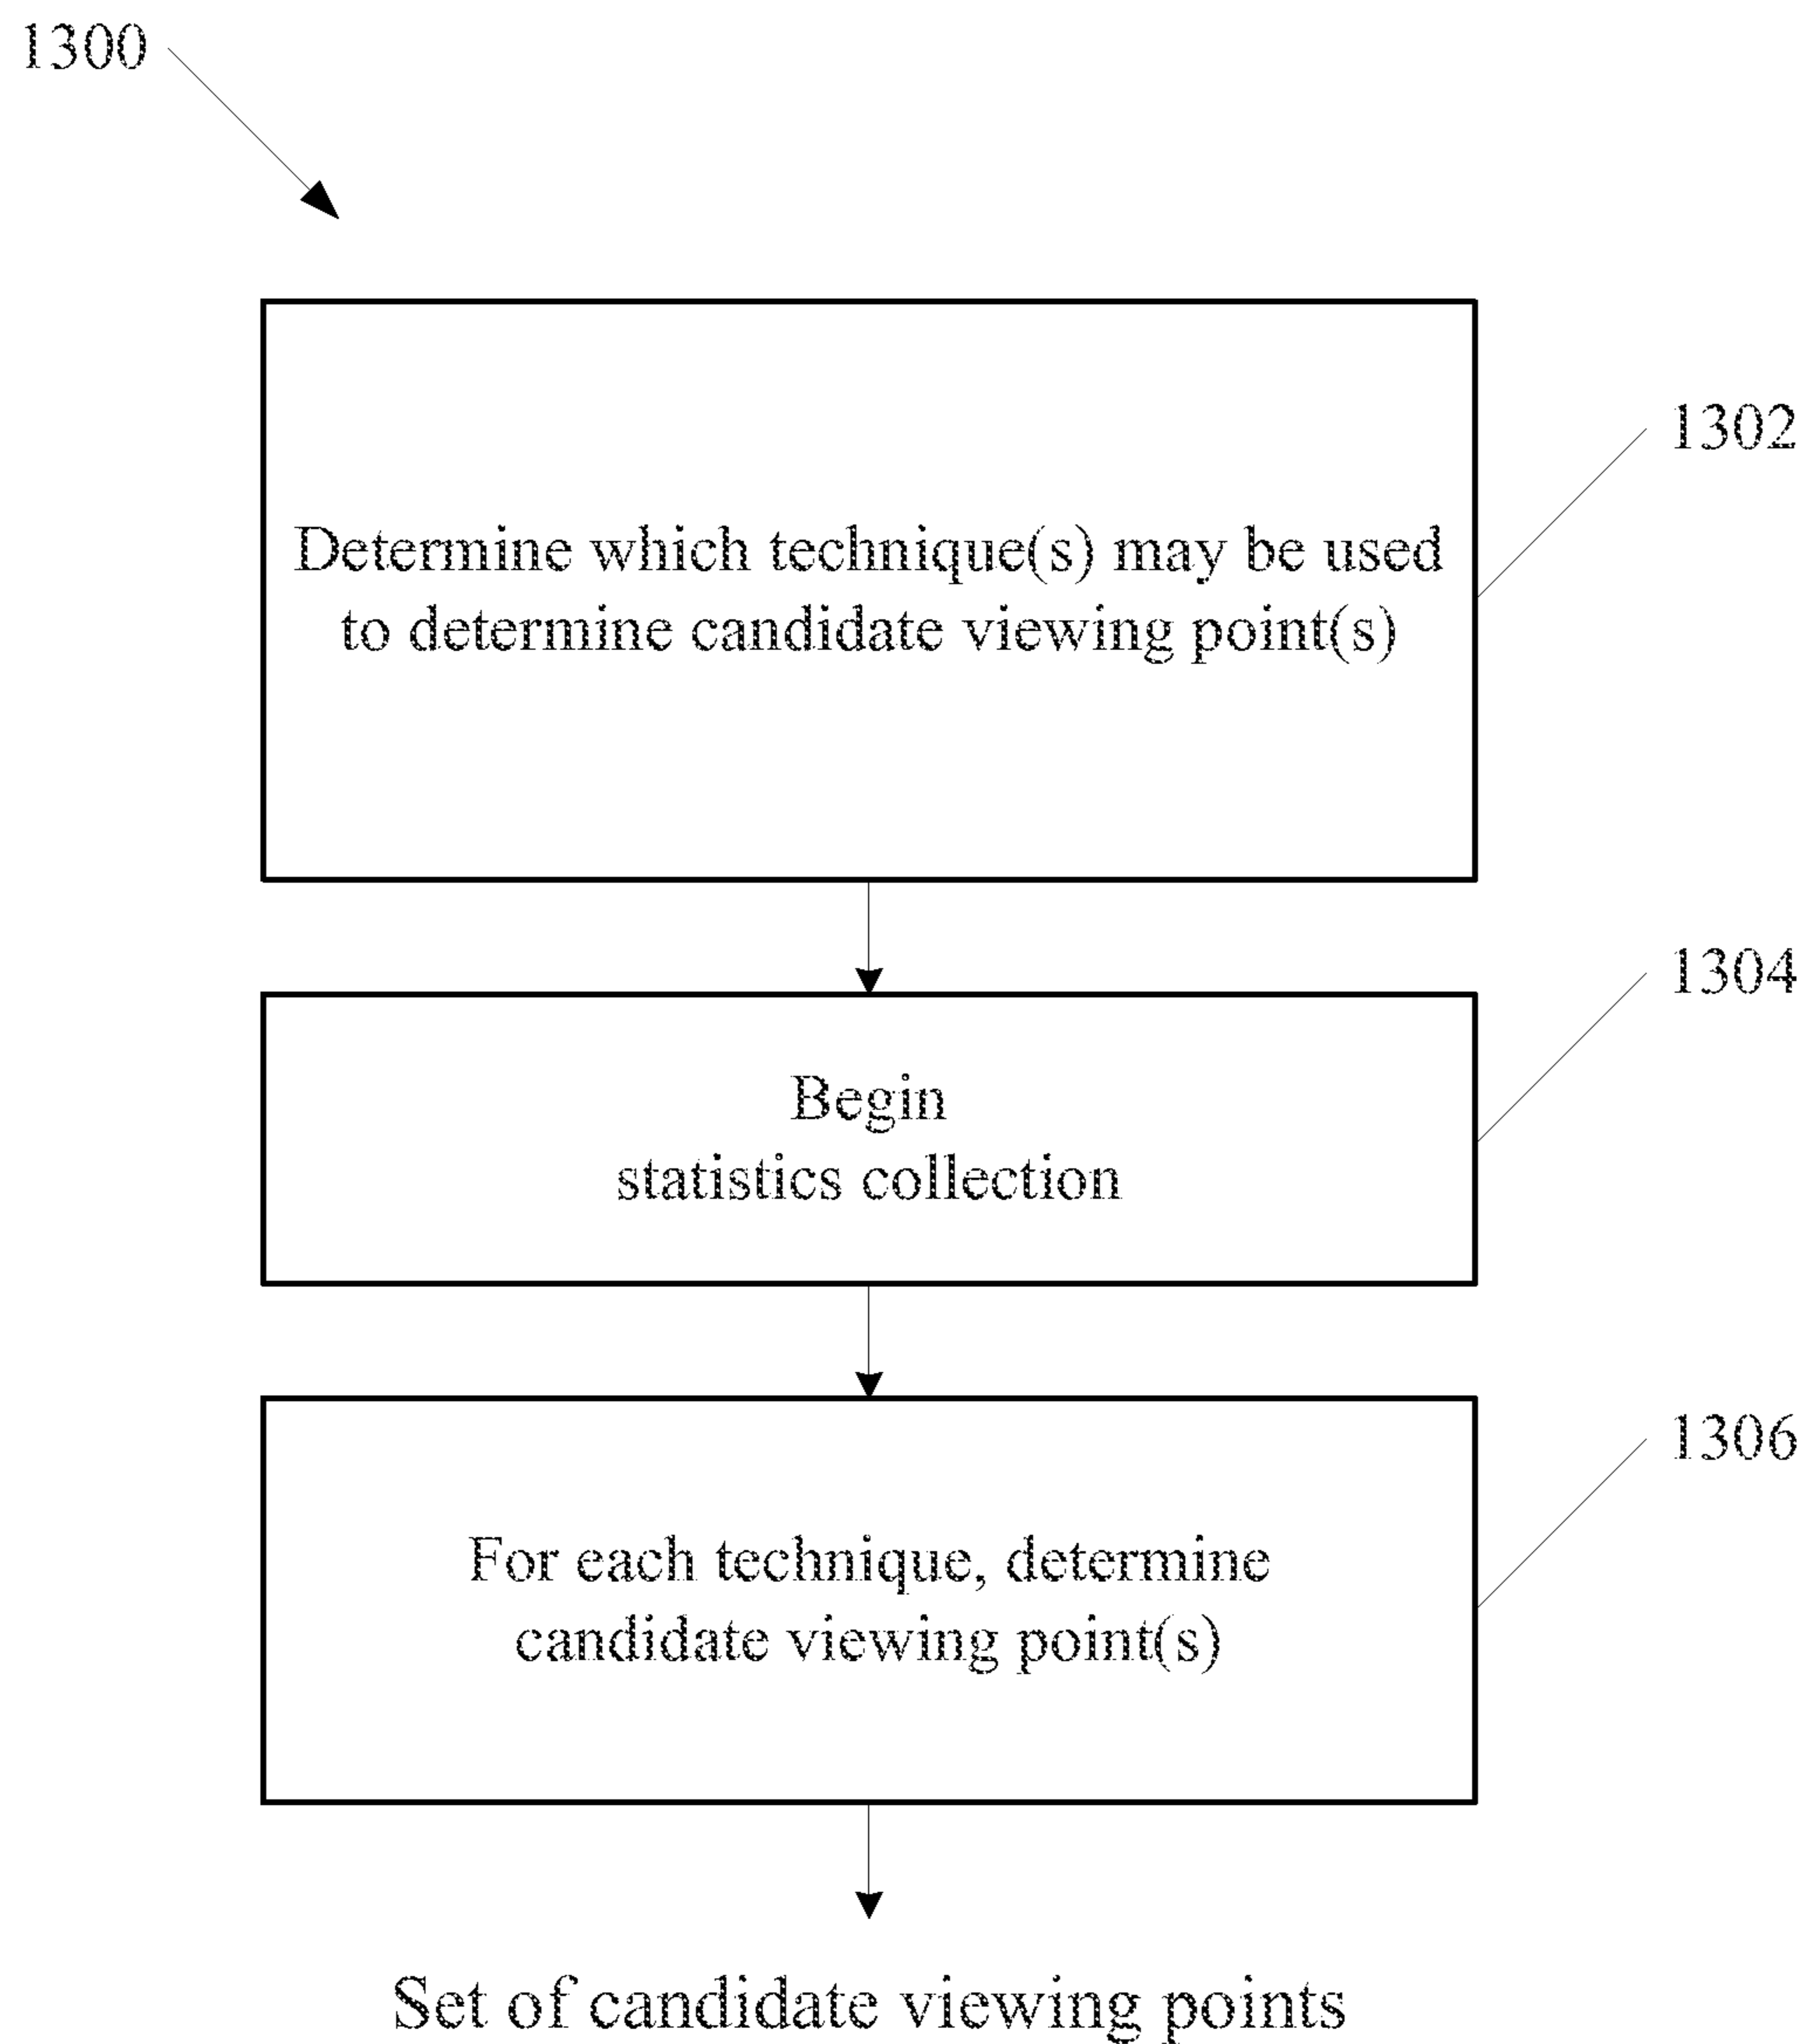 1300
1302
Determine which technique(s) may be used
to determine candidate viewing point(s)
1304
Begin
statistics collection
1306
For each technique, determine
candidate viewing point(s)
Set of candidate viewing points